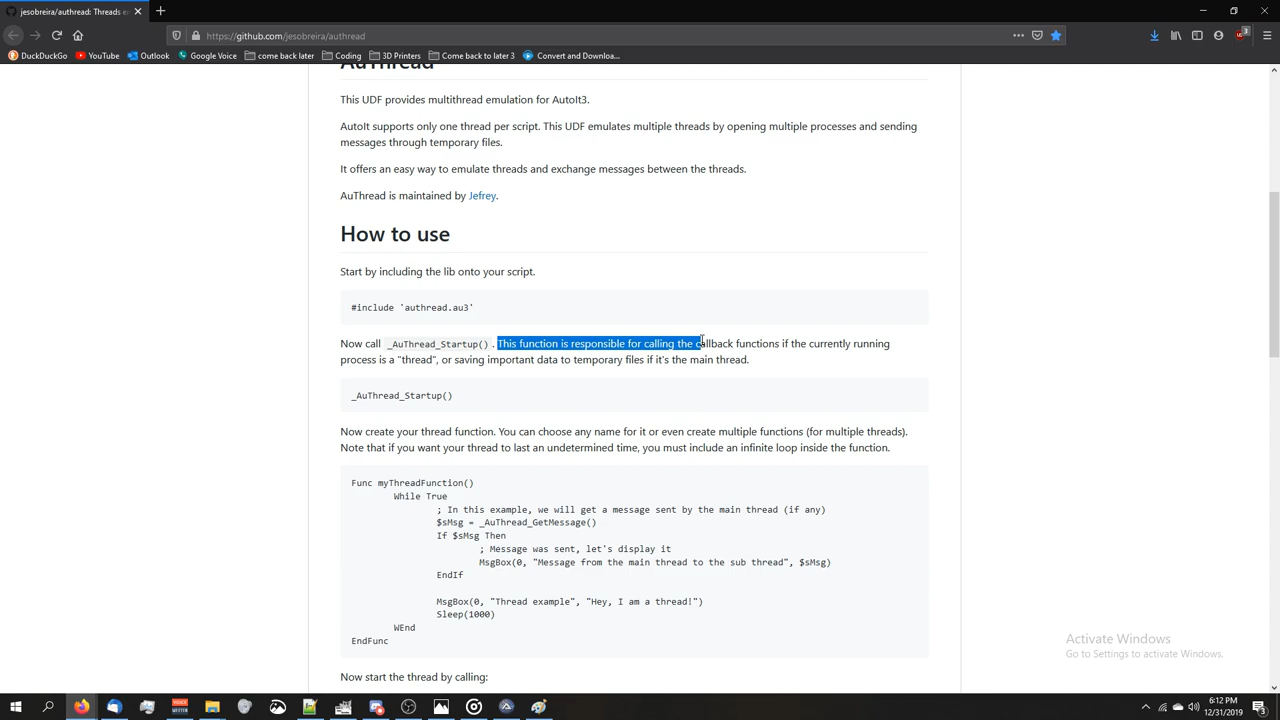 jesobreira/authread: Threads e
https://github.com/jesobreira/authread
DuckDuckGo YouTube Outlook Google Voice come back later Coding 3D Printers Come back to later 3 Convert and Downloa...
AuThread
This UDF provides multithread emulation for AutoIt3.
AutoIt supports only one thread per script. This UDF emulates multiple threads by opening multiple processes and sending
messages through temporary files.
It offers an easy way to emulate threads and exchange messages between the threads.
AuThread is maintained by Jefrey.
How to use
Start by including the lib onto your script.
#include 'authread.au3'
Now call _AuThread_Startup() . This function is responsible for calling the callback functions if the currently running
process is a "thread", or saving important data to temporary files if it's the main thread.
_AuThread_Startup()
Now create your thread function. You can choose any name for it or even create multiple functions (for multiple threads).
Note that if you want your thread to last an undetermined time, you must include an infinite loop inside the function.
Func myThreadFunction()
While True
; In this example, we will get a message sent by the main thread (if any)
$sMsg = _AuThread_GetMessage()
If $sMsg Then
; Message was sent, let's display it
MsgBox(0, "Message from the main thread to the sub thread", $sMsg)
EndIf
MsgBox(0, "Thread example", "Hey, I am a thread!")
Sleep(1000)
WEnd
EndFunc
Now start the thread by calling:
Activate Windows
Go to Settings to activate Windows.
6:12 PM
12/31/2019